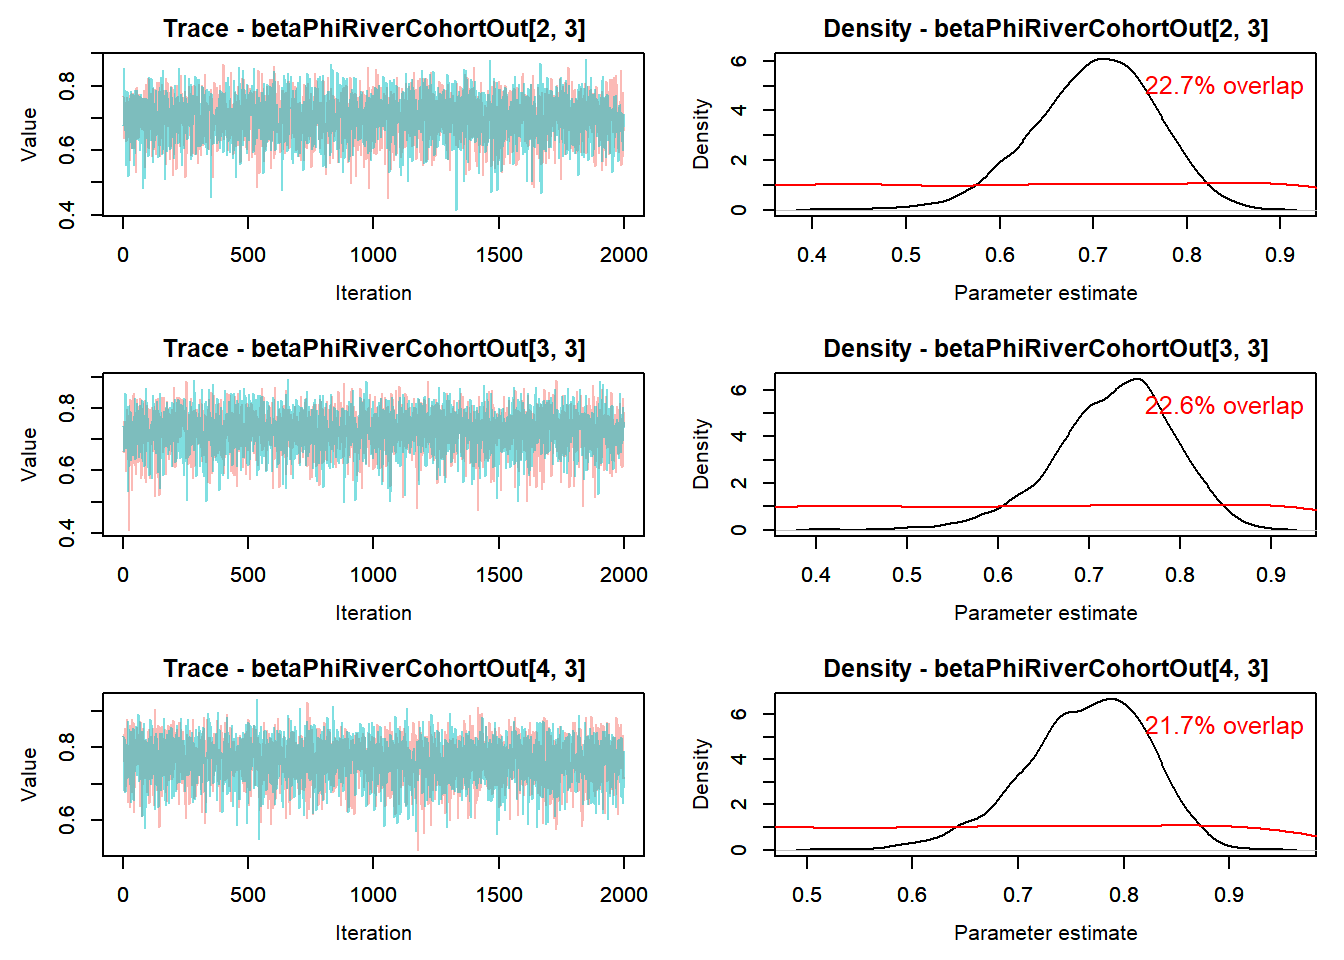 Trace - betaPhiRiverCohortOut[2, 3]
Value
0.4 0.6 0.8
0 500 1000 1500 2000
Iteration
Density - betaPhiRiverCohortOut[2, 3]
22.7% overlap
Density
0 2 4 6
0.4 0.5 0.6 0.7 0.8 0.9
Parameter estimate
Trace - betaPhiRiverCohortOut[3, 3]
Value
0.4 0.6 0.8
0 500 1000 1500 2000
Iteration
Density - betaPhiRiverCohortOut[3, 3]
22.6% overlap
Density
0 2 4 6
0.4 0.5 0.6 0.7 0.8 0.9
Parameter estimate
Trace - betaPhiRiverCohortOut[4, 3]
Value
0.6 0.8
0 500 1000 1500 2000
Iteration
Density - betaPhiRiverCohortOut[4, 3]
21.7% overlap
Density
0 2 4 6
0.5 0.6 0.7 0.8 0.9
Parameter estimate